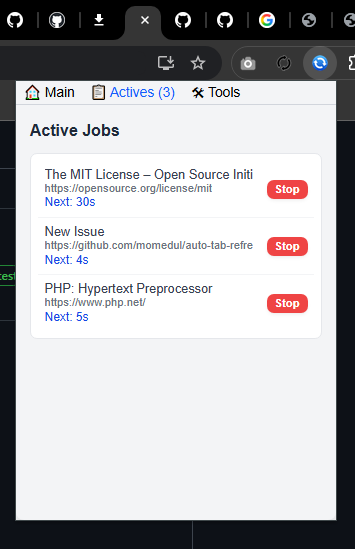 Main Actives (3) Tools
Active Jobs
The MIT License – Open Source Initi
https://opensource.org/license/mit
Next: 30s
Stop
New Issue
https://github.com/momedul/auto-tab-refre
Next: 4s
Stop
PHP: Hypertext Preprocessor
https://www.php.net/
Next: 5s
Stop
test